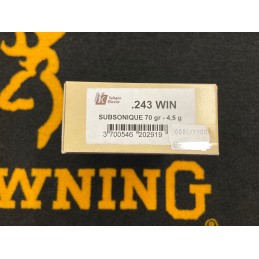 .243 WIN
SUBSONIQUE 70 gr - 4,5 g
3 700546 202919
WNING